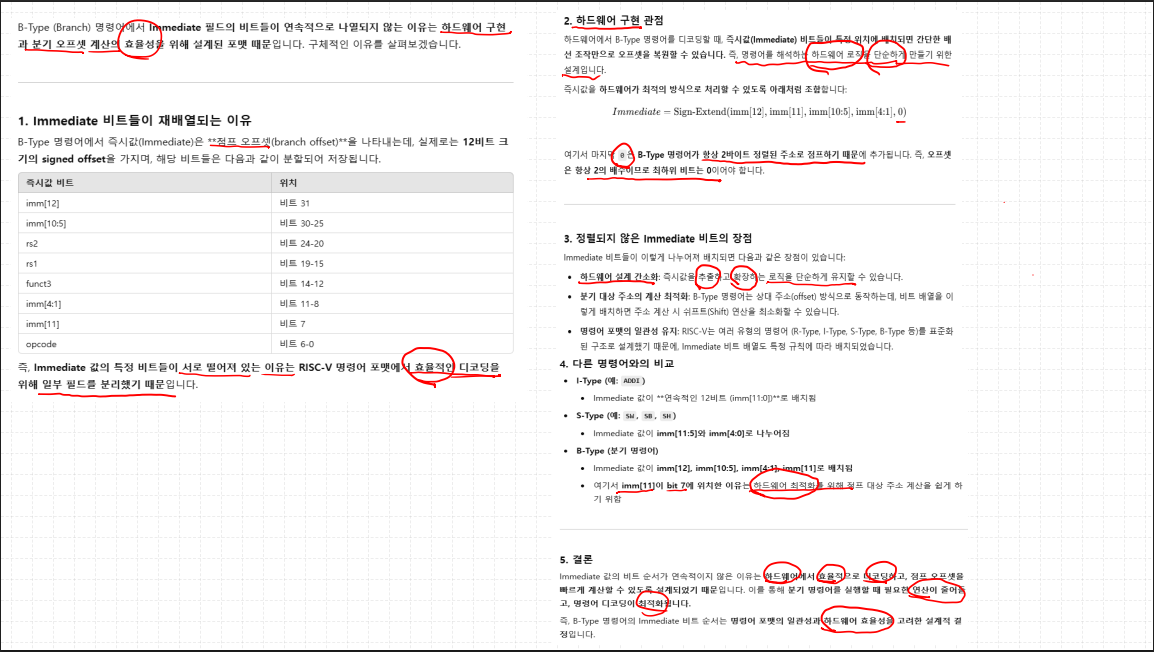 B-Type (Branch) 명령어에서 Immediate 필드의 비트들이 연속적으로 나열되지 않는 이유는 하드웨어 구현
과 분기 오프셋 계산의 효율성을 위해 설계된 포맷 때문입니다. 구체적인 이유를 살펴보겠습니다.
1. Immediate 비트들이 재배열되는 이유
B-Type 명령어에서 즉시값(Immediate)은 **점프 오프셋(branch offset)**을 나타내는데, 실제로는 12비트 크
기의 signed offset을 가지며, 해당 비트들은 다음과 같이 분할되어 저장됩니다.
즉시값 비트 위치
imm[12] 비트 31
imm[10:5] 비트 30-25
rs2 비트 24-20
rs1 비트 19-15
funct3 비트 14-12
imm[4:1] 비트 11-8
imm[11] 비트 7
opcode 비트 6-0
즉, Immediate 값의 특정 비트들이 서로 떨어져 있는 이유는 RISC-V 명령어 포맷에서 효율적인 디코딩을
위해 일부 필드를 분리했기 때문입니다.
2. 하드웨어 구현 관점
하드웨어에서 B-Type 명령어를 디코딩할 때, 즉시값(Immediate) 비트들이 특정 위치에 배치되면 간단한 배
선 조작만으로 오프셋을 복원할 수 있습니다. 즉, 명령어를 해석하는 하드웨어 로직을 단순하게 만들기 위한
설계입니다.
즉시값을 하드웨어가 최적의 방식으로 처리할 수 있도록 아래처럼 조합합니다:
Immediate = Sign-Extend(imm[12], imm[11], imm[10:5], imm[4:1], 0)
여기서 마지막 0은 B-Type 명령어가 항상 2바이트 정렬된 주소로 점프하기 때문에 추가됩니다. 즉, 오프셋
은 항상 2의 배수이므로 최하위 비트는 0이어야 합니다.
3. 정렬되지 않은 Immediate 비트의 장점
Immediate 비트들이 이렇게 나누어져 배치되면 다음과 같은 장점이 있습니다:
• 하드웨어 설계 간소화: 즉시값을 추출하고 확장하는 로직을 단순하게 유지할 수 있습니다.
• 분기 대상 주소의 계산 최적화: B-Type 명령어는 상대 주소(offset) 방식으로 동작하는데, 비트 배열을 이
렇게 배치하면 주소 계산 시 쉬프트(Shift) 연산을 최소화할 수 있습니다.
• 명령어 포맷의 일관성 유지: RISC-V는 여러 유형의 명령어 (R-Type, I-Type, S-Type, B-Type 등)를 표준화
된 구조로 설계했기 때문에, Immediate 비트 배열도 특정 규칙에 따라 배치되었습니다.
4. 다른 명령어와의 비교
• I-Type (예: ADDI)
• Immediate 값이 **연속적인 12비트 (imm[11:0])**로 배치됨
• S-Type (예: SW, SB, SH)
• Immediate 값이 imm[11:5]와 imm[4:0]로 나누어짐
• B-Type (분기 명령어)
• Immediate 값이 imm[12], imm[10:5], imm[4:1], imm[11]로 배치됨
• 여기서 imm[11]이 bit 7에 위치한 이유는 하드웨어 최적화를 위해 점프 대상 주소 계산을 쉽게 하
기 위함
5. 결론
Immediate 값의 비트 순서가 연속적이지 않은 이유는 하드웨어에서 효율적으로 디코딩하고, 점프 오프셋을
빠르게 계산할 수 있도록 설계되었기 때문입니다. 이를 통해 분기 명령어를 실행할 때 필요한 연산이 줄어들
고, 명령어 디코딩이 최적화됩니다.
즉, B-Type 명령어의 Immediate 비트 순서는 명령어 포맷의 일관성과 하드웨어 효율성을 고려한 설계적 결
정입니다.